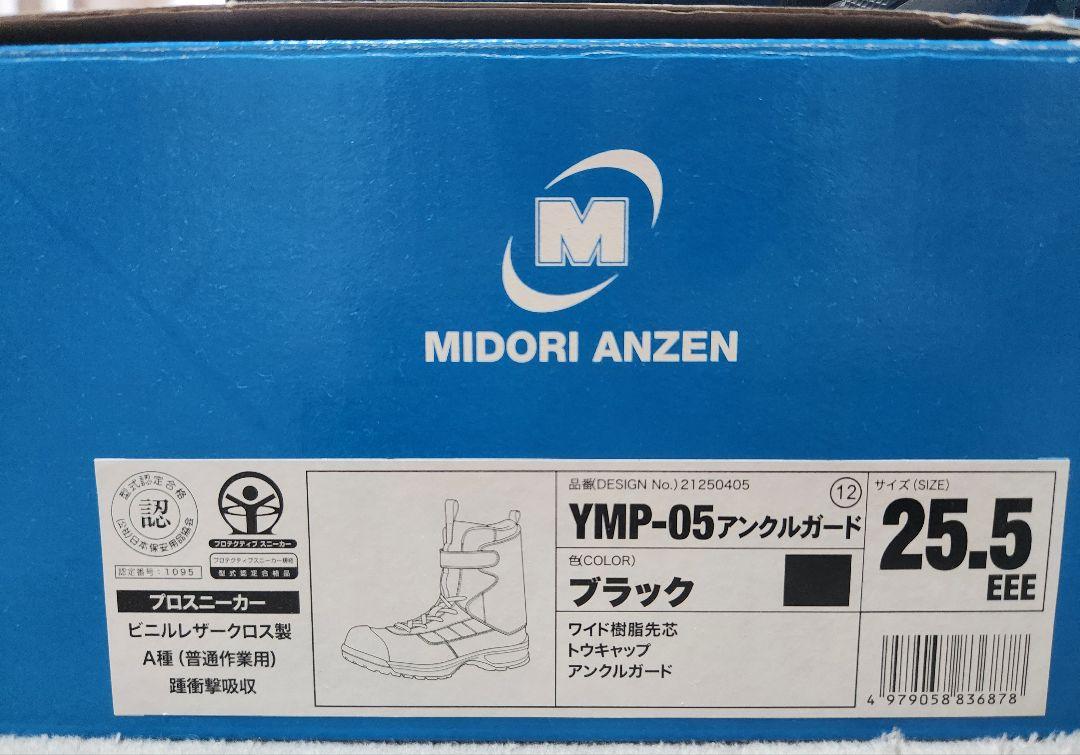 M
MIDORI ANZEN
型式認定合格
認
(公社)日本保安用品協会
認定番号:1095
プロテクティブ スニーカー
プロテクティブスニーカー規格
型式認定合格品
プロスニーカー
ビニルレザークロス製
A種(普通作業用)
踵衝撃吸収
品番(DESIGN No.)21250405
⑫
YMP-05アンクルガード
色(COLOR)
ブラック
ワイド樹脂先芯
トウキャップ
アンクルガード
サイズ(SIZE)
25.5
EEE
4 979058 836878